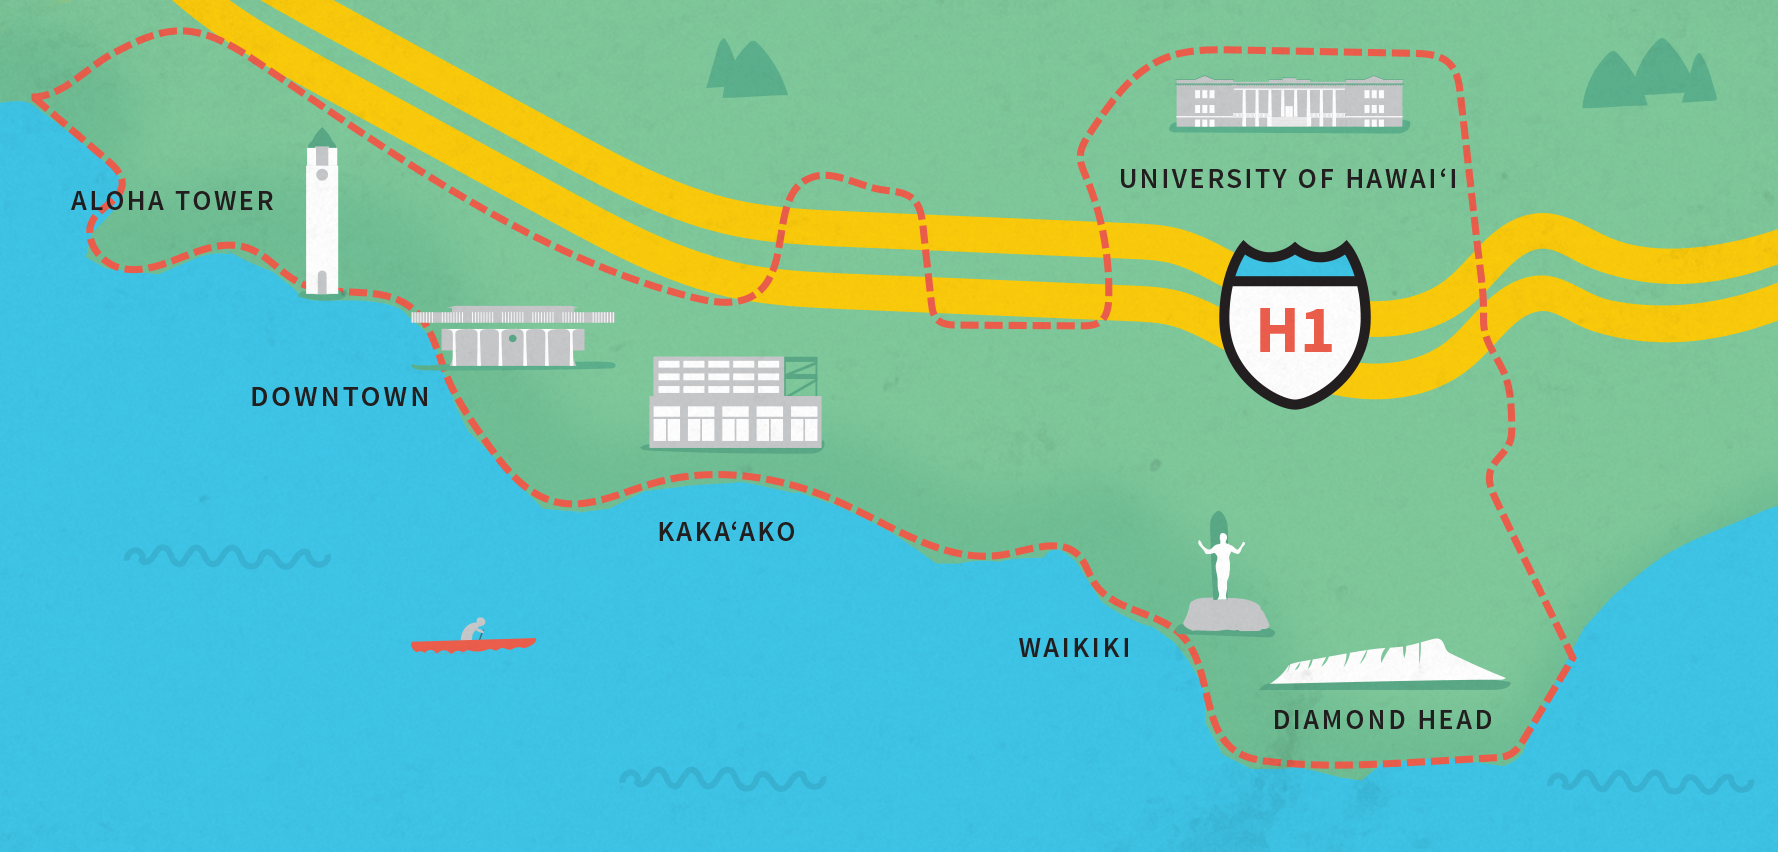 UNIVERSITY OF HAWAI‘I
ALOHA TOWER
H1
DOWNTOWN
KAKA‘AKO
WAIKIKI
DIAMOND HEAD